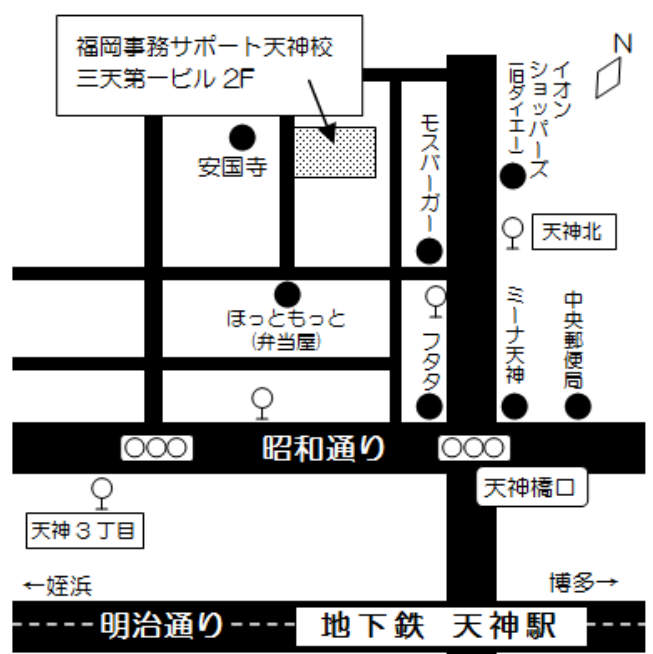 福岡事務サポート天神校
三天第一ビル 2F
N
イオン
ショッパーズ
(旧ダイエー)
モスバーガー
安国寺
天神北
ほっともっと
(弁当屋)
フタタ
ミーナ天神
中央郵便局
昭和通り
天神橋口
天神3丁目
←姪浜
博多→
明治通り
地下鉄 天神駅